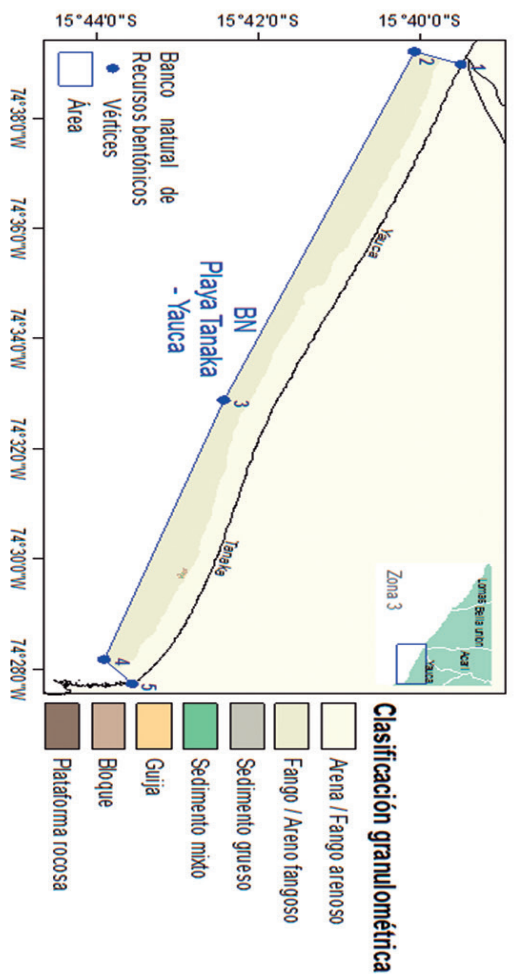 15°44'0"S
15°42'0"S
15°40'0"S
74°38'0"W
74°36'0"W
74°34'0"W
74°32'0"W
74°30'0"W
74°28'0"W
1
2
3
4
5
Yauca
Tanaka
BN
Playa Tanaka
- Yauca
Banco natural de
Recursos bentónicos
Vértices
Área
Zona 3
Lomas
Bella union
Acari
Yauca
Clasificación granulométrica
Arena / Fango arenoso
Fango / Areno fangoso
Sedimento grueso
Sedimento mixto
Guija
Bloque
Plataforma rocosa